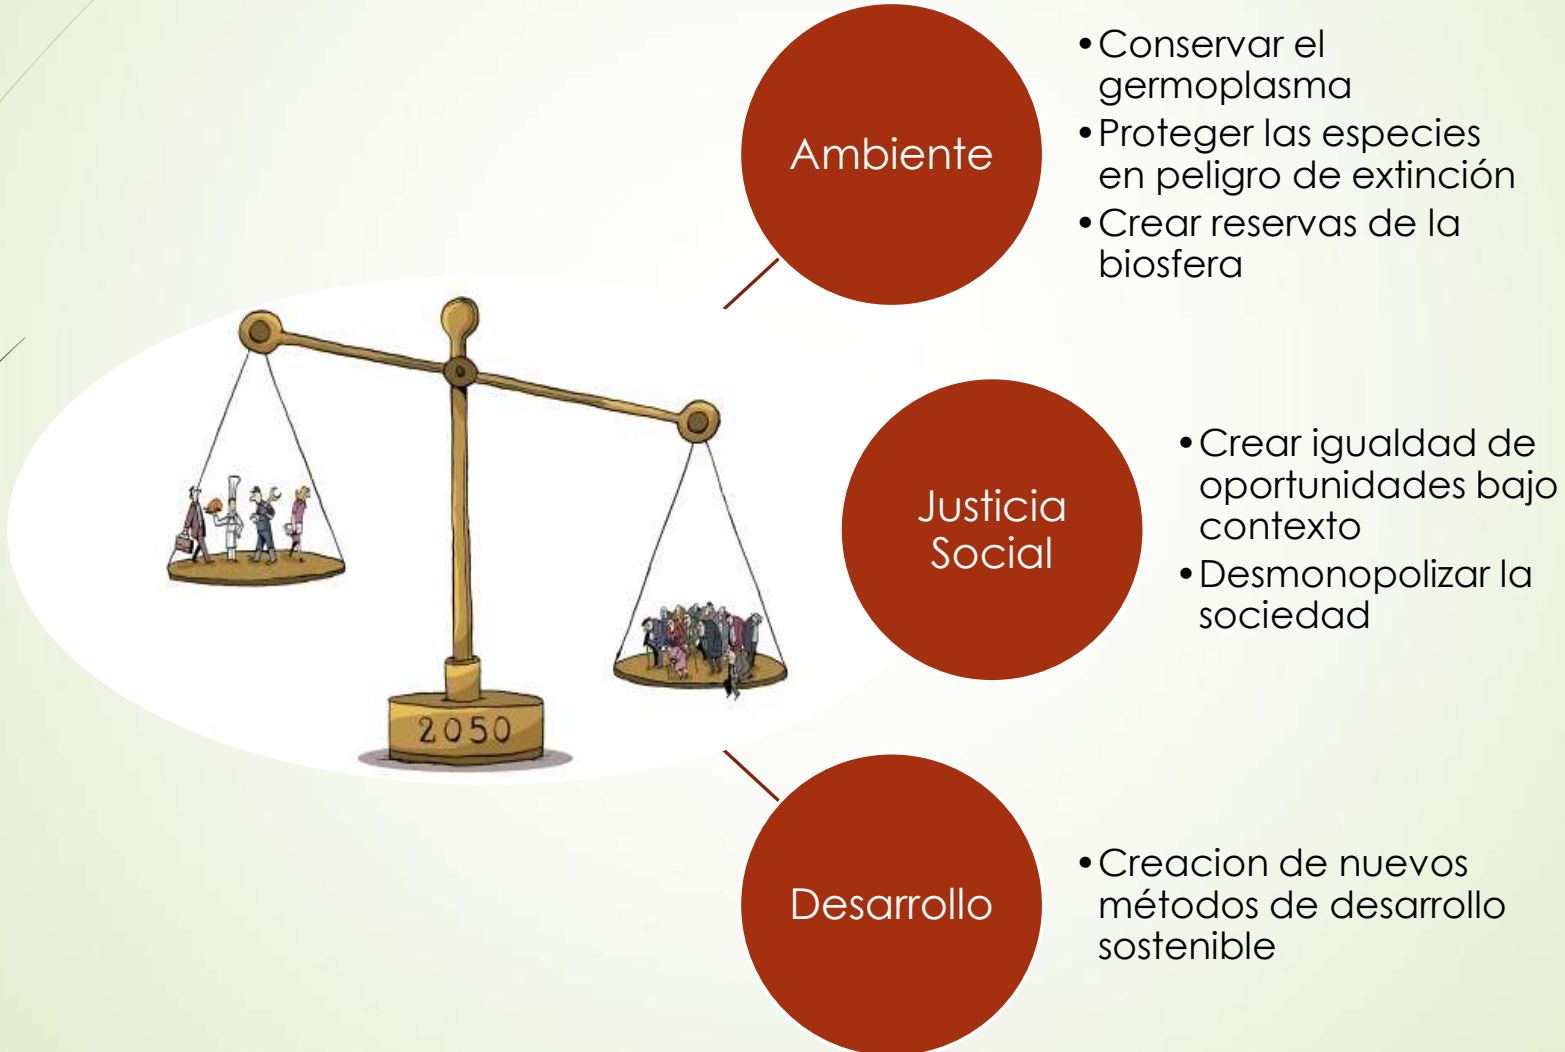 Ambiente
•Conservar el
germoplasma
•Proteger las especies
en peligro de extinción
•Crear reservas de la
biosfera
2050
Justicia
Social
•Crear igualdad de
oportunidades bajo
contexto
•Desmonopolizar la
sociedad
Desarrollo
•Creacion de nuevos
métodos de desarrollo
sostenible